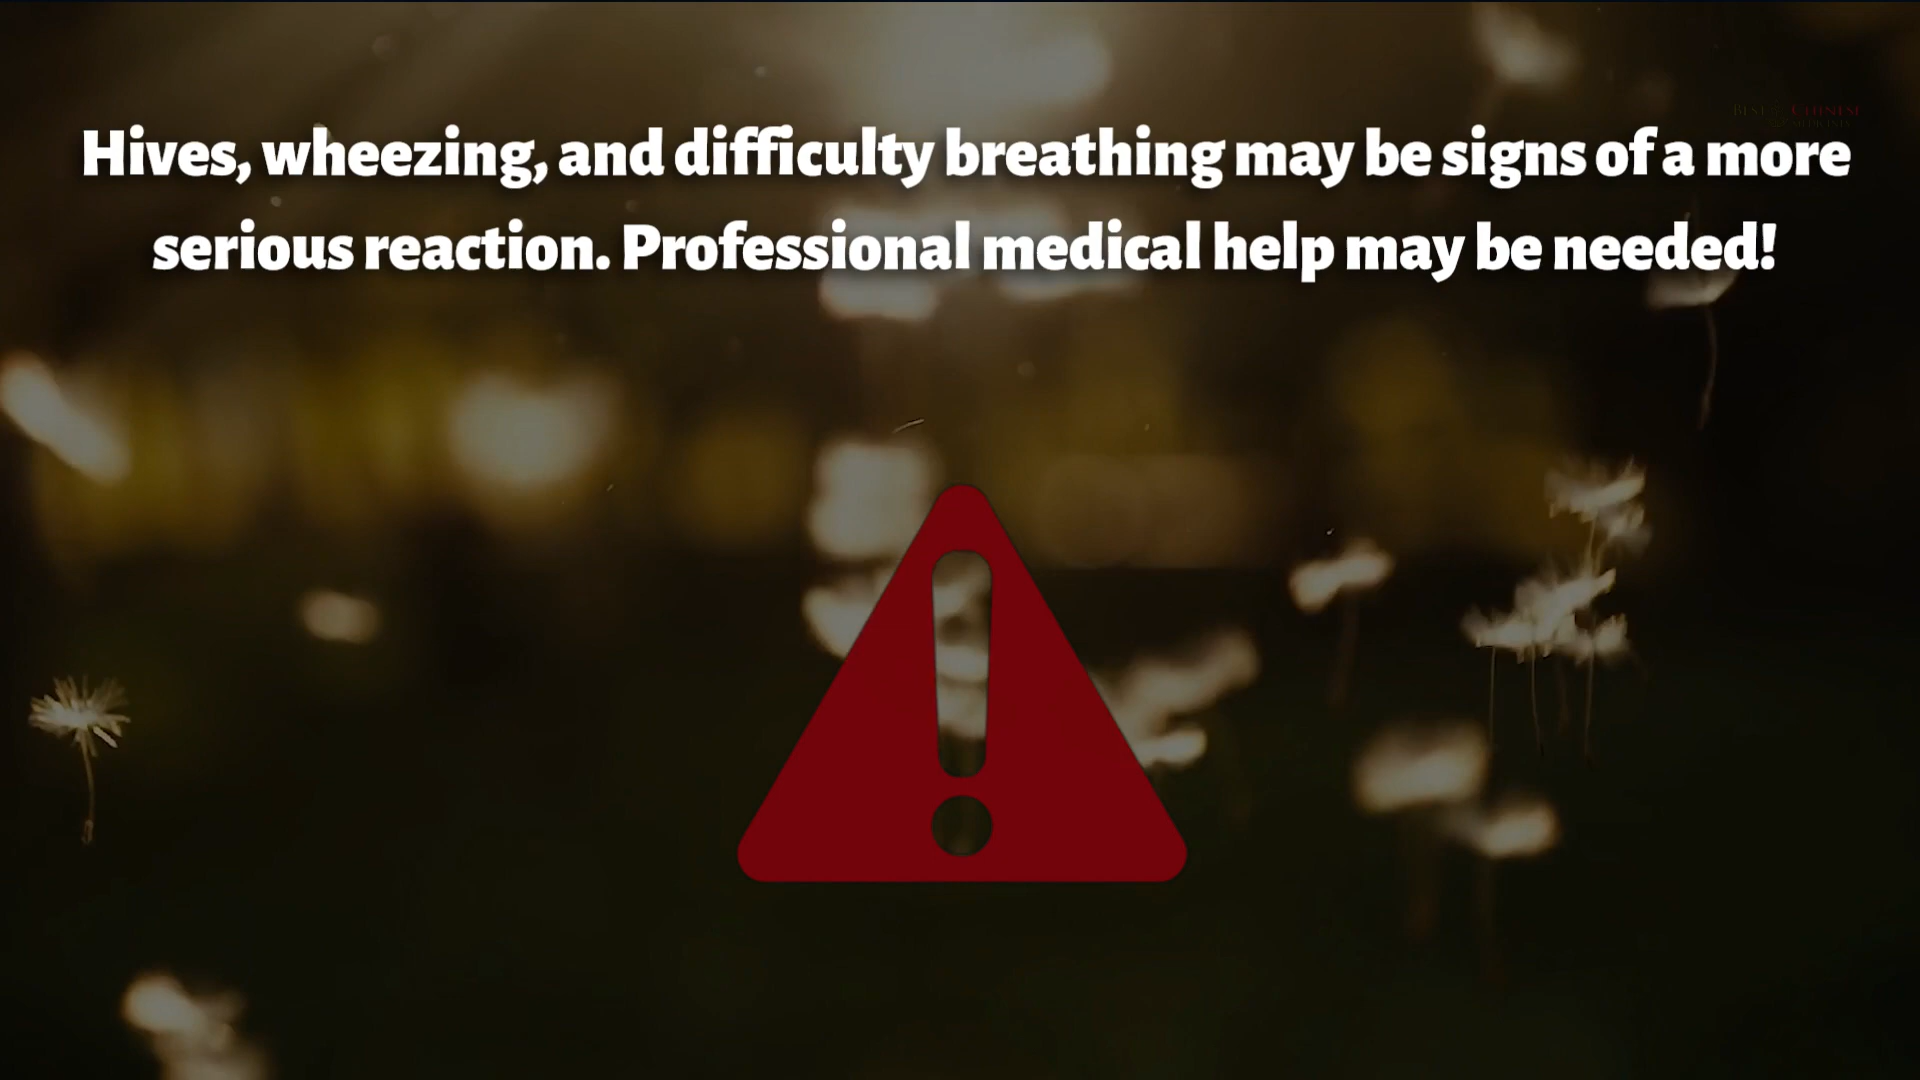 Hives, wheezing, and difficulty breathing may be signs of a more
serious reaction. Professional medical help may be needed!